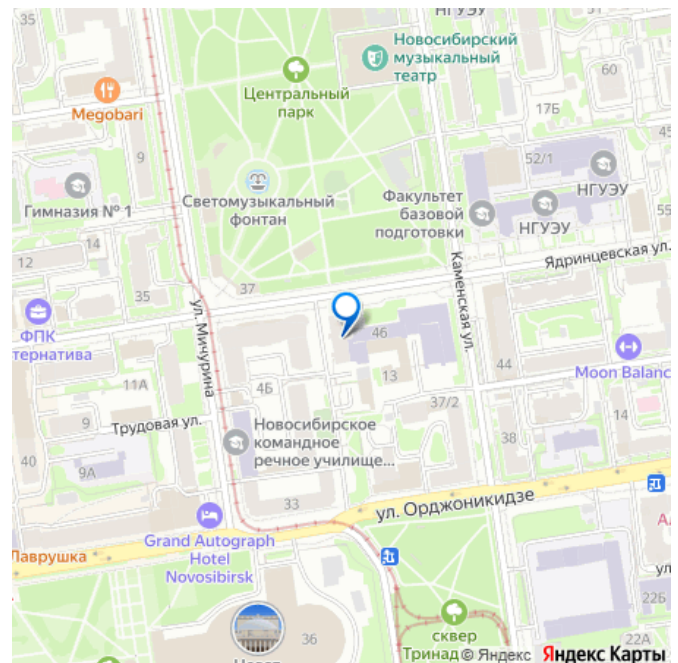 35
НГУЭУ
51
Новосибирский
музыкальный
театр
60
Центральный
парк
Megobari
17Б
45
9
52/1
НГУЭУ
Гимназия № 1
Светомузыкальный
фонтан
Факультет
базовой
подготовки
НГУЭУ
55
14
12
Ядринцевская ул.
37
35
Каменская ул.
ул. Мичурина
ФПК
тернатива
46
Moon Balanc
44
11А
4Б
13
37/2
9
Трудовая ул.
14
Новосибирское
командное
речное училище...
38
40
9А
33
ул. Орджоникидзе
Grand Autograph
Hotel
Novosibirsk
Лаврушка
ул
22Б
36
сквер
Тринад
22А
© Яндекс Яндекс Карты